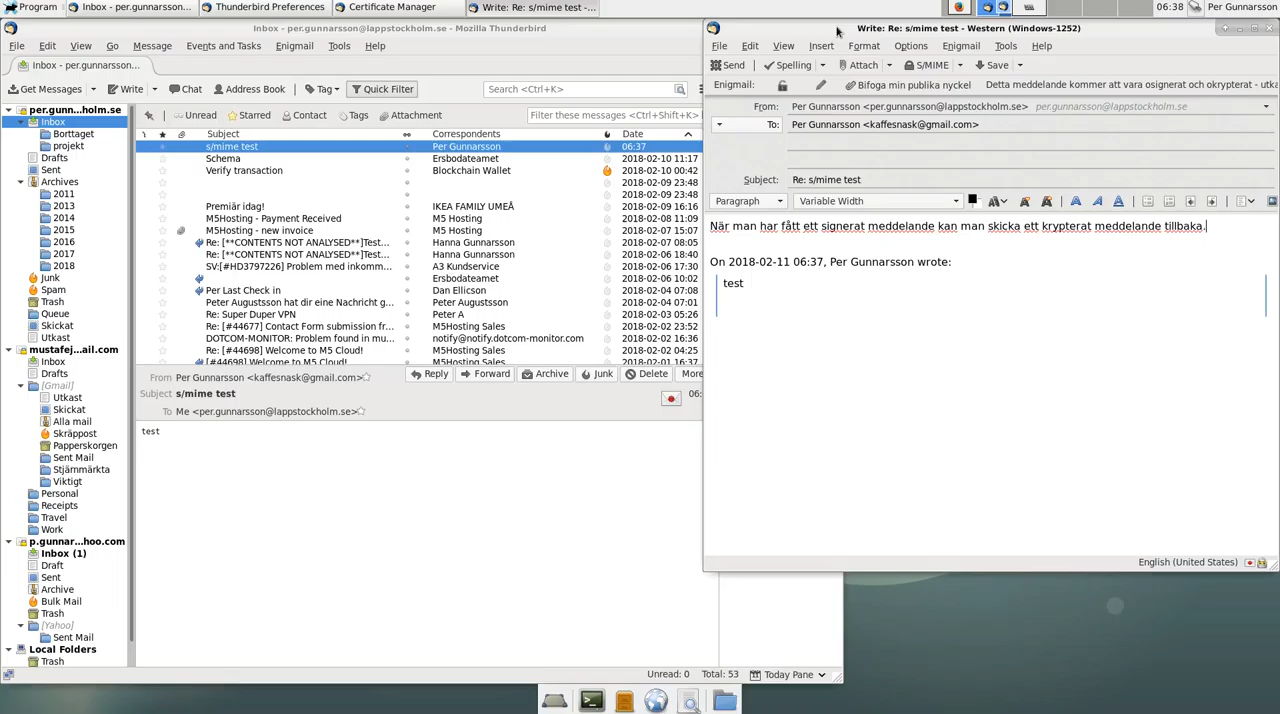 Program
Inbox - per.gunnarsson...
Thunderbird Preferences
Certificate Manager
Write: Re: s/mime test -...
06:38
Per Gunnarsson
Inbox - per.gunnarsson@lappstockholm.se - Mozilla Thunderbird
File Edit View Go Message Events and Tasks Enigmail Tools Help
Inbox - per.gunnarsson...
Get Messages Write Chat Address Book Tag Quick Filter Search <Ctrl+K>
Unread Starred Contact Tags Attachment Filter these messages <Ctrl+Shift+K>
Subject Correspondents Date
s/mime test Per Gunnarsson 06:37
Schema Ersbodateamet 2018-02-10 11:17
Verify transaction Blockchain Wallet 2018-02-10 00:42
2018-02-09 23:48
2018-02-09 23:48
Premiär idag! IKEA FAMILY UMEÅ 2018-02-09 16:16
M5Hosting - Payment Received M5 Hosting 2018-02-08 11:09
M5Hosting - new invoice M5 Hosting 2018-02-07 15:07
Re: [**CONTENTS NOT ANALYSED**]Test... Hanna Gunnarsson 2018-02-07 08:05
Re: [**CONTENTS NOT ANALYSED**]Test... Hanna Gunnarsson 2018-02-06 18:40
SV:[#HD3797226] Problem med inkomm... A3 Kundservice 2018-02-06 12:03
Ersbodateamet 2018-02-06 10:02
Per Last Check in Dan Ellicson 2018-02-04 07:01
Peter Augustsson hat dir eine Nachricht g... Peter Augustsson 2018-02-04 07:01
Re: Super Duper VPN Peter A 2018-02-03 05:26
Re: [#44677] Contact Form submission fr... M5Hosting Sales 2018-02-02 23:52
DOTCOM-MONITOR: Problem found in mu... notify@notify.dotcom-monitor.com 2018-02-02 16:36
Re: [#44698] Welcome to M5 Cloud! M5Hosting Sales 2018-02-02 04:25
[#44698] Welcome to M5 Cloud! M5Hosting Sales 2018-02-01 16:37
From Per Gunnarsson <kaffesnask@gmail.com>
Reply Forward Archive Junk Delete More
Subject s/mime test 06:
To Me <per.gunnarsson@lappstockholm.se>
test
per.gunn...holm.se
Inbox
Borttaget
projekt
Drafts
Sent
Archives
2011
2013
2014
2015
2016
2017
2018
Junk
Spam
Trash
Queue
Skickat
Utkast
mustafej...ail.com
Inbox
Drafts
[Gmail]
Utkast
Skickat
Alla mail
Skräppost
Papperskorgen
Sent Mail
Stjärnmärkta
Viktigt
Personal
Receipts
Travel
Work
p.gunnar...hoo.com
Inbox (1)
Draft
Sent
Archive
Bulk Mail
Trash
[Yahoo]
Sent Mail
Local Folders
Trash
Unread: 0 Total: 53 Today Pane
Write: Re: s/mime test - Western (Windows-1252)
File Edit View Insert Format Options Enigmail Tools Help
Send Spelling Attach S/MIME Save
Enigmail: Bifoga min publika nyckel Detta meddelande kommer att vara osignerat och okrypterat - utka
From: Per Gunnarsson <per.gunnarsson@lappstockholm.se> per.gunnarsson@lappstockholm.se
To: Per Gunnarsson <kaffesnask@gmail.com>
Subject: Re: s/mime test
Paragraph Variable Width
När man har fått ett signerat meddelande kan man skicka ett krypterat meddelande tillbaka.
On 2018-02-11 06:37, Per Gunnarsson wrote:
test
English (United States)